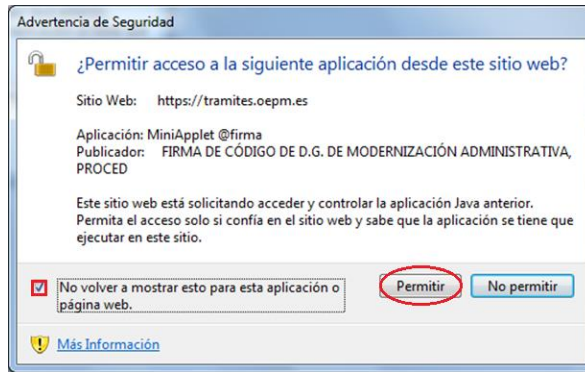 Advertencia de Seguridad
¿Permitir acceso a la siguiente aplicación desde este sitio web?
Sitio Web: https://tramites.oepm.es
Aplicación: MiniApplet @firma
Publicador: FIRMA DE CÓDIGO DE D.G. DE MODERNIZACIÓN ADMINISTRATIVA,
PROCED
Este sitio web está solicitando acceder y controlar la aplicación Java anterior.
Permita el acceso solo si confía en el sitio web y sabe que la aplicación se tiene que
ejecutar en este sitio.
No volver a mostrar esto para esta aplicación o
página web.
Permitir No permitir
Más Información